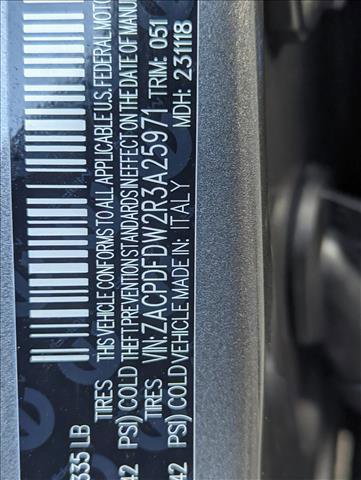 335 LB
TIRES
THIS VEHICLE CONFORMS TO ALL APPLICABLE U.S. FEDERAL MOTO
42 PSI) COLD THEFT PREVENTION STANDARDS IN EFFECT ON THE DATE OF MANU
TIRES VIN: ZACPDFDW2R3A25971 TRIM: 051
42 PSI) COLD VEHICLE MADE IN: ITALY MDH: 231118